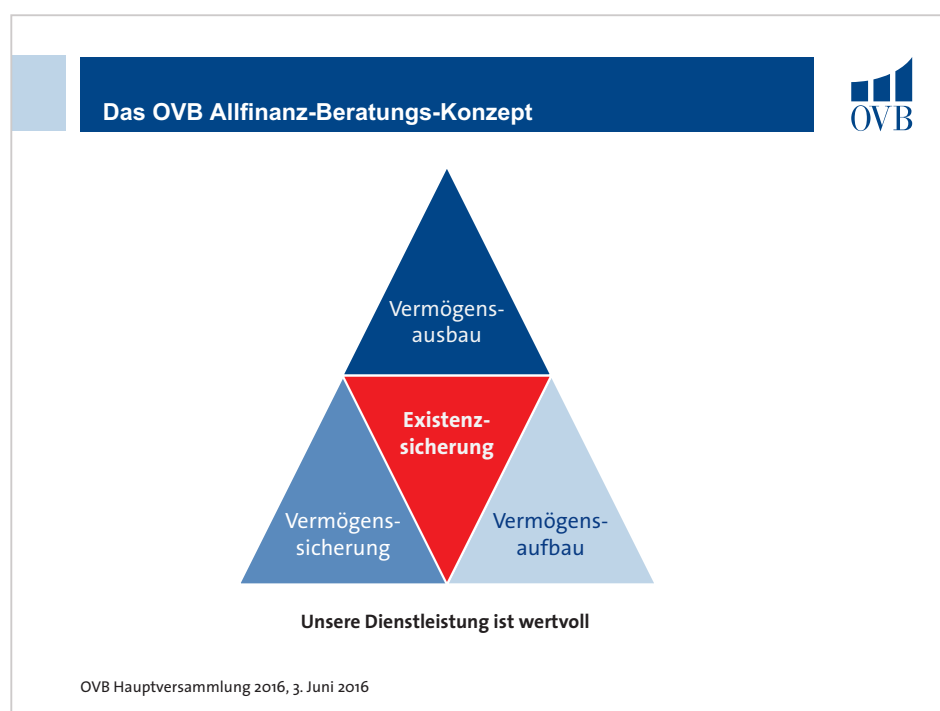 Das OVB Allfinanz-Beratungs-Konzept
OVB
Vermögens-
ausbau
Existenz-
sicherung
Vermögens-
sicherung
Vermögens-
aufbau
Unsere Dienstleistung ist wertvoll
OVB Hauptversammlung 2016, 3. Juni 2016